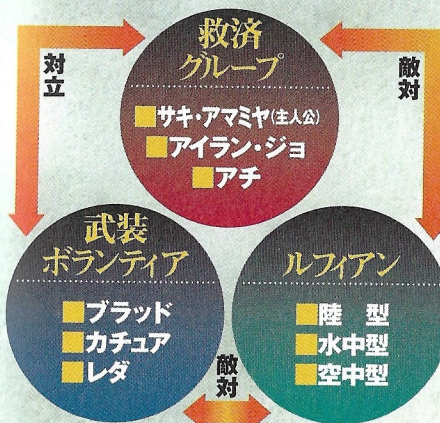 救済
グループ
■サキ・アマミヤ(主人公)
■アイラン・ジョ
■アチ
対立
敵対
武装
ボランティア
■ブラッド
■カチュア
■レダ
ルフィアン
■陸 型
■水中型
■空中型
敵対